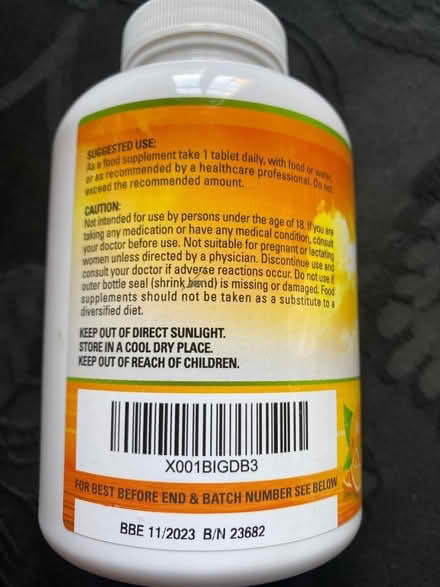 SUGGESTED USE:
As a food supplement take 1 tablet daily, with food or water,
or as recommended by a healthcare professional. Do not
exceed the recommended amount.
CAUTION:
Not intended for use by persons under the age of 18. If you are
taking any medication or have any medical condition, consult
your doctor before use. Not suitable for pregnant or lactating
women unless directed by a physician. Discontinue use and
consult your doctor if adverse reactions occur. Do not use if
outer bottle seal (shrink band) is missing or damaged. Food
supplements should not be taken as a substitute to a
diversified diet.
KEEP OUT OF DIRECT SUNLIGHT.
STORE IN A COOL DRY PLACE.
KEEP OUT OF REACH OF CHILDREN.
X001BIGDB3
FOR BEST BEFORE END & BATCH NUMBER SEE BELOW
BBE 11/2023 B/N 23682